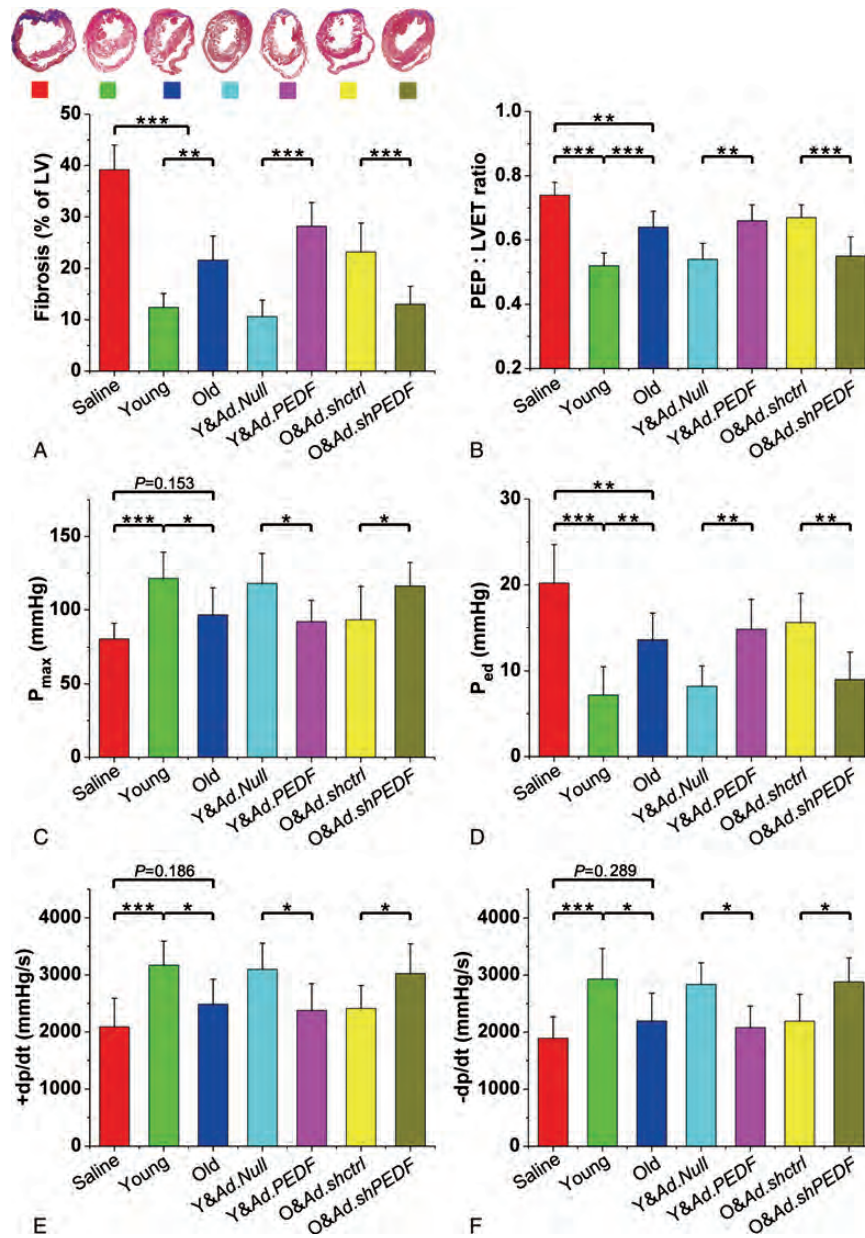 50
40
30
20
10
0
Fibrosis (% of LV)
***
**
***
***
Saline
Young
Old
Y&Ad.Null
Y&Ad.PEDF
O&Ad.shctrl
O&Ad.shPEDF
A
1.0
0.8
0.6
0.4
0.2
PEP : LVET ratio
**
***
***
**
***
Saline
Young
Old
Y&Ad.Null
Y&Ad.PEDF
O&Ad.shctrl
O&Ad.shPEDF
B
150
100
50
0
Pmax (mmHg)
P=0.153
***
*
*
*
Saline
Young
Old
Y&Ad.Null
Y&Ad.PEDF
O&Ad.shctrl
O&Ad.shPEDF
C
30
20
10
0
Ped (mmHg)
**
***
**
**
**
Saline
Young
Old
Y&Ad.Null
Y&Ad.PEDF
O&Ad.shctrl
O&Ad.shPEDF
D
4000
3000
2000
1000
0
+dp/dt (mmHg/s)
P=0.186
***
*
*
*
Saline
Young
Old
Y&Ad.Null
Y&Ad.PEDF
O&Ad.shctrl
O&Ad.shPEDF
E
4000
3000
2000
1000
0
-dp/dt (mmHg/s)
P=0.289
***
*
*
*
Saline
Young
Old
Y&Ad.Null
Y&Ad.PEDF
O&Ad.shctrl
O&Ad.shPEDF
F